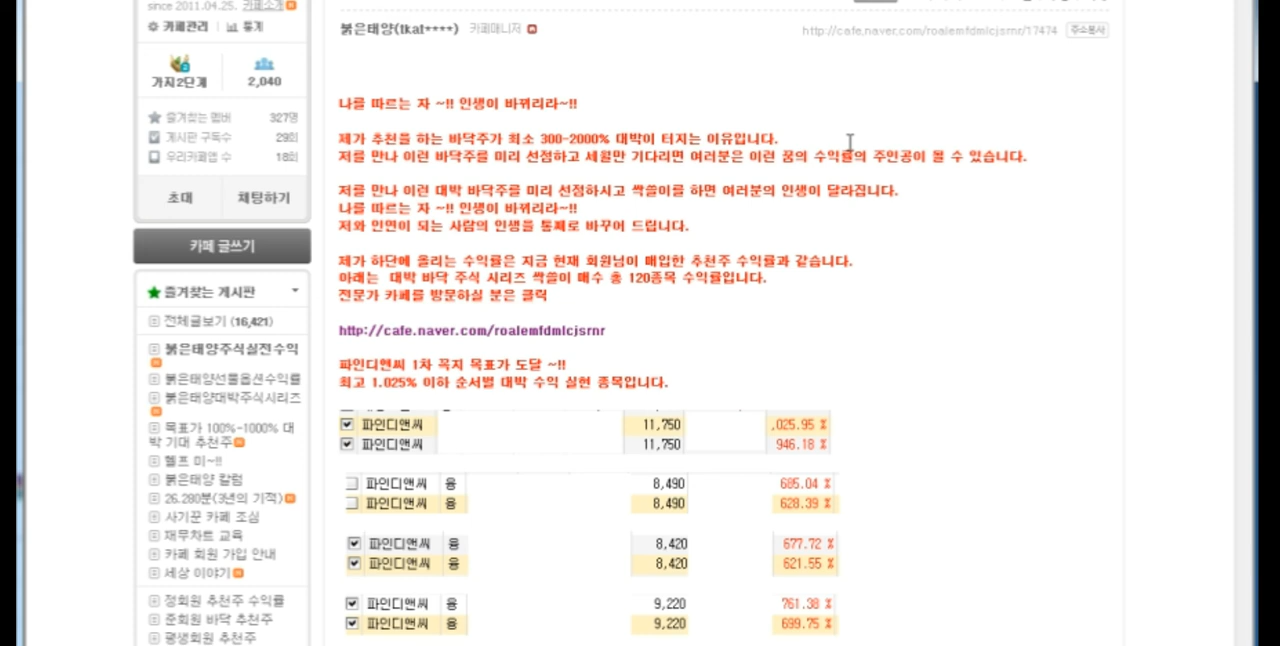 since 2011.04.25. 카페소개
카페관리 통계
가지2단계 2,040
즐겨찾는 멤버 327명
게시판 구독수 29회
우리카페앱 수 18회
초대 채팅하기
카페 글쓰기
즐겨찾는 게시판
전체글보기 (16,421)
붉은태양주식실전수익
붉은태양선물옵션수익률
붉은태양대박주식시리즈
목표가 100%-1000% 대
박 기대 추천주
헬프 미~!!
붉은태양 칼럼
26.280분(3년의 기적)
사기꾼 카페 조심
재무차트 교육
카페 회원 가입 안내
세상 이야기
정회원 추천주 수익률
준회원 바닥 추천주
평생회원 추천주
붉은태양(tkat****) 카페매니저
http://cafe.naver.com/roalemfdmlcjsrnr/17474 주소복사
나를 따르는 자 ~!! 인생이 바뀌리라~!!
제가 추천을 하는 바닥주가 최소 300-2000% 대박이 터지는 이유입니다.
저를 만나 이런 바닥주를 미리 선점하고 세월만 기다리면 여러분은 이런 꿈의 수익률의 주인공이 될 수 있습니다.
저를 만나 이런 대박 바닥주를 미리 선점하시고 싹쓸이를 하면 여러분의 인생이 달라집니다.
나를 따르는 자 ~!! 인생이 바뀌리라~!!
저와 인연이 되는 사람의 인생을 통째로 바꾸어 드립니다.
제가 하단에 올리는 수익률은 지금 현재 회원님이 매입한 추천주 수익률과 같습니다.
아래는 대박 바닥 주식 시리즈 싹쓸이 매수 총 120종목 수익률입니다.
전문가 카페를 방문하실 분은 클릭
http://cafe.naver.com/roalemfdmlcjsrnr
파인디앤씨 1차 꼭지 목표가 도달 ~!!
최고 1.025% 이하 순서별 대박 수익 실현 종목입니다.
파인디앤씨 11,750 ,025.95 %
파인디앤씨 11,750 946.18 %
파인디앤씨 융 8,490 685.04 %
파인디앤씨 융 8,490 628.39 %
파인디앤씨 융 8,420 677.72 %
파인디앤씨 융 8,420 621.55 %
파인디앤씨 융 9,220 761.38 %
파인디앤씨 융 9,220 699.75 %